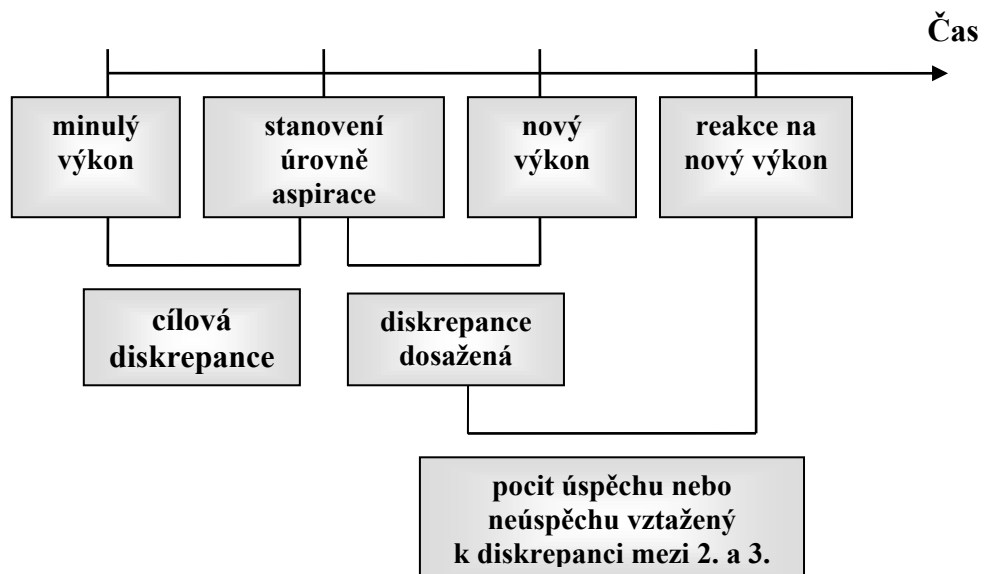 Čas
minulý
výkon
stanovení
úrovně
aspirace
nový
výkon
reakce na
nový výkon
cílová
diskrepance
diskrepance
dosažená
pocit úspěchu nebo
neúspěchu vztažený
k diskrepanci mezi 2. a 3.